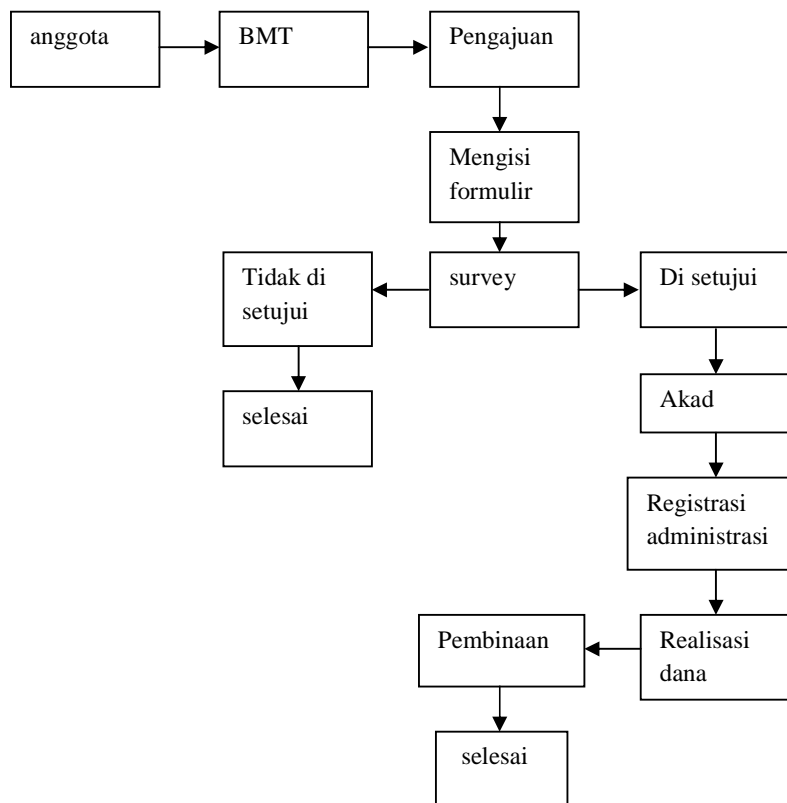 anggota
BMT
Pengajuan
Mengisi
formulir
survey
Tidak di
setujui
Di setujui
selesai
Akad
Registrasi
administrasi
Realisasi
dana
Pembinaan
selesai